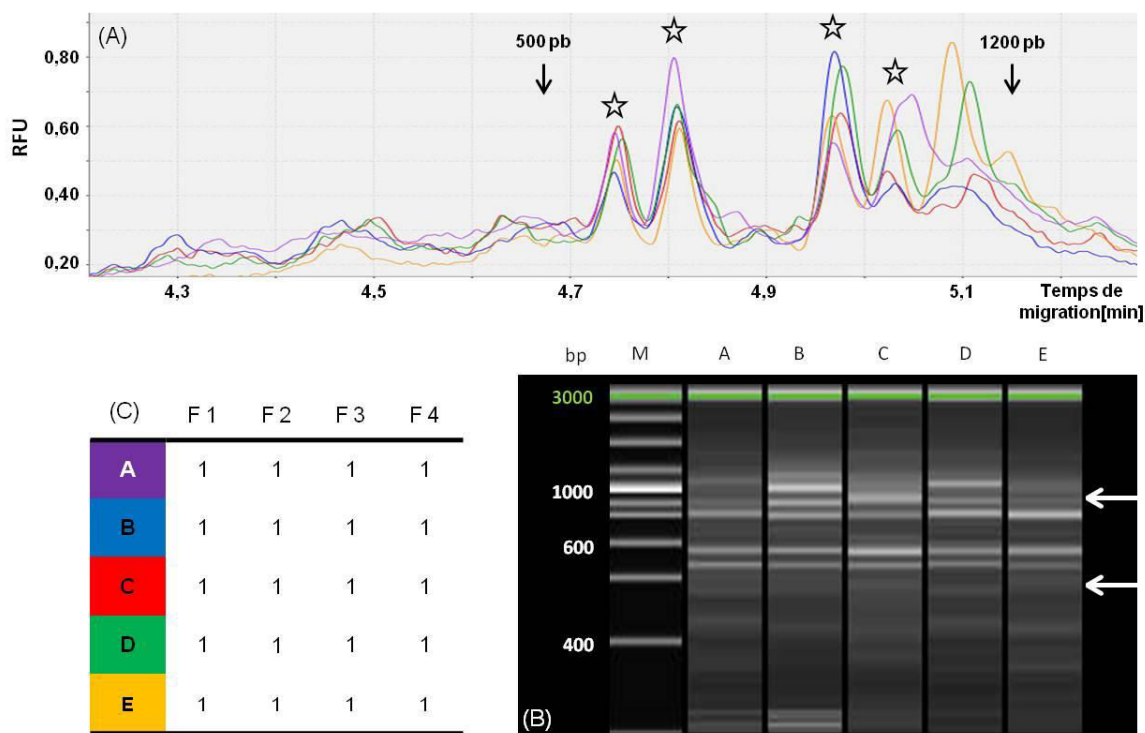 (A)
500 pb
1200 pb
0.80
0.60
0.40
0.20
RFU
4,3
4,5
4,7
4,9
5,1
Temps de
migration[min]
(C)
F 1 F 2 F 3 F 4
A 1 1 1 1
B 1 1 1 1
C 1 1 1 1
D 1 1 1 1
E 1 1 1 1
bp M A B C D E
3000
1000
600
400
(B)